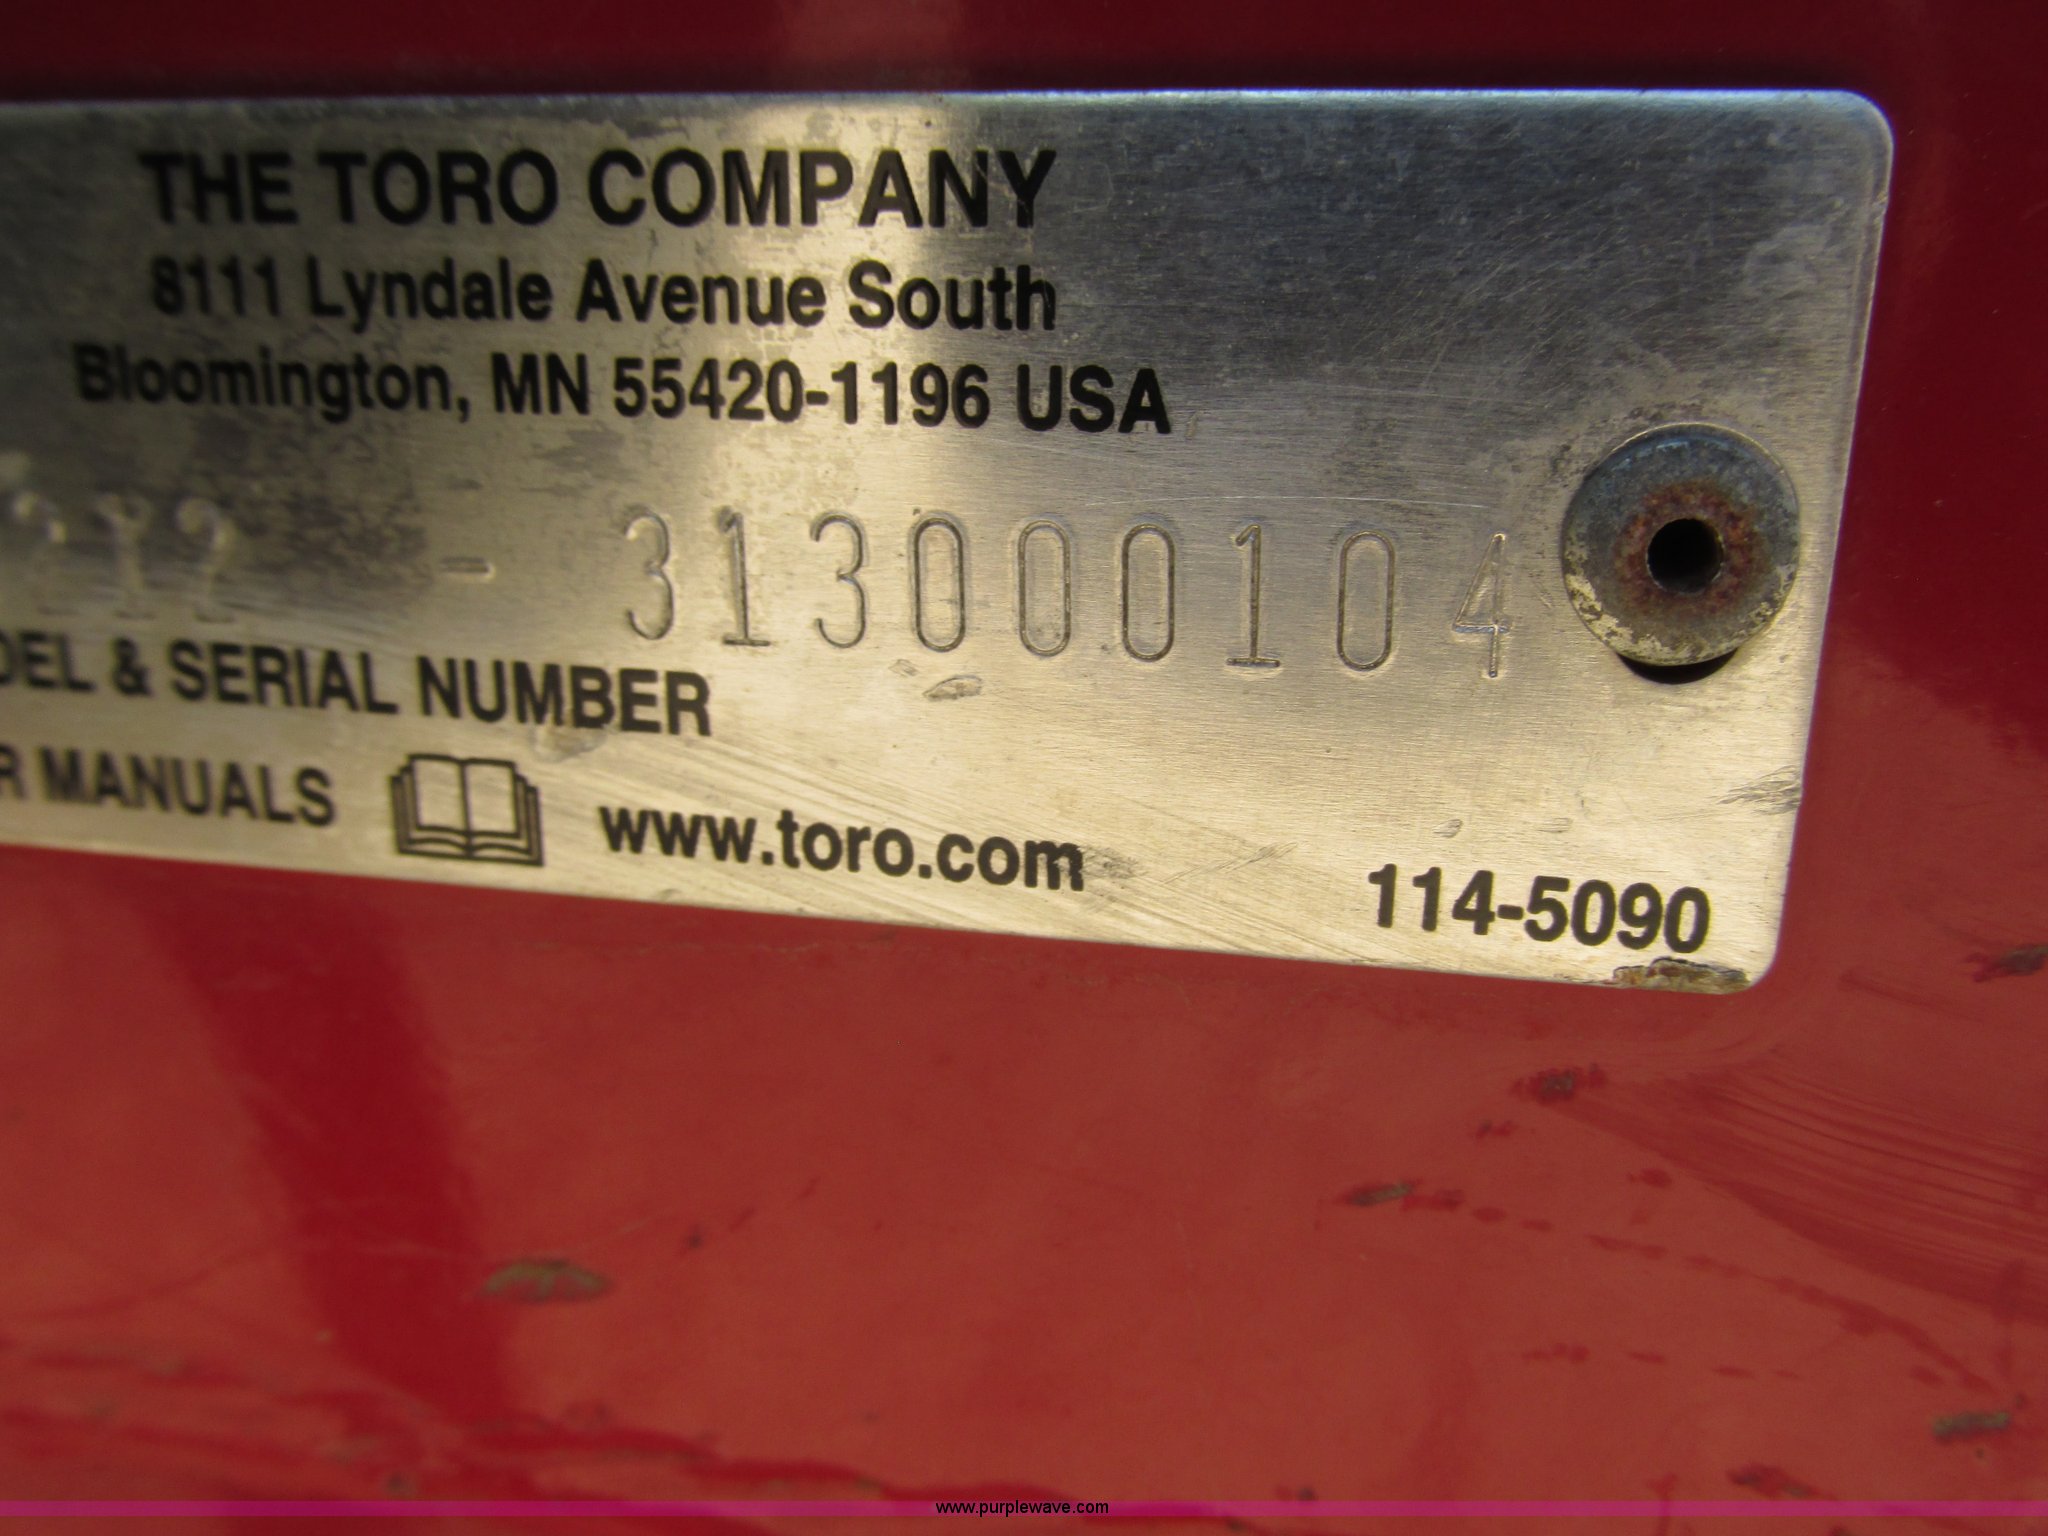 THE TORO COMPANY
8111 Lyndale Avenue South
Bloomington, MN 55420-1196 USA
- 313000104
& SERIAL NUMBER
MANUALS www.toro.com
114-5090
www.purplewave.com